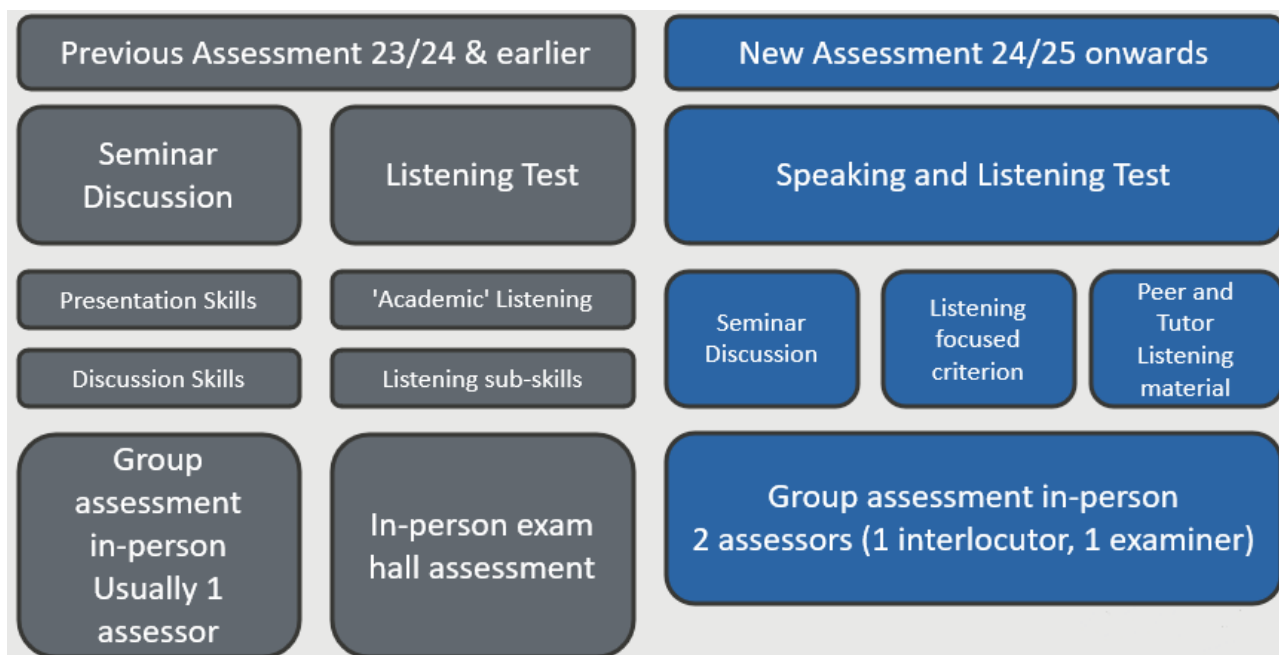 Previous Assessment 23/24 & earlier
New Assessment 24/25 onwards
Seminar
Discussion
Listening Test
Speaking and Listening Test
Presentation Skills
'Academic' Listening
Discussion Skills
Listening sub-skills
Seminar
Discussion
Listening
focused
criterion
Peer and
Tutor
Listening
material
Group
assessment
in-person
Usually 1
assessor
In-person exam
hall assessment
Group assessment in-person
2 assessors (1 interlocutor, 1 examiner)